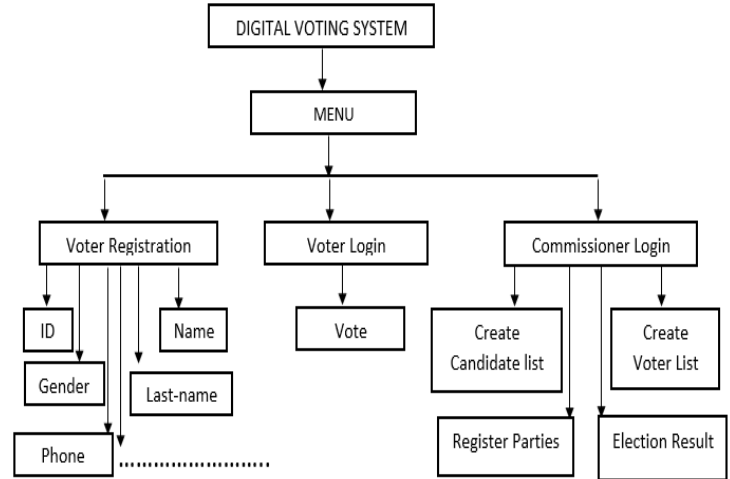 DIGITAL VOTING SYSTEM
MENU
Voter Registration
Voter Login
Commissioner Login
ID
Name
Vote
Create
Candidate list
Create
Voter List
Gender
Last-name
Phone
Register Parties
Election Result